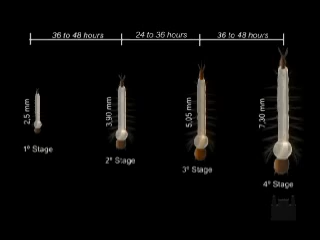 36 to 48 hours
24 to 36 hours
36 to 48 hours
2,5 mm
3,90 mm
5,05 mm
7,30 mm
1º Stage
2º Stage
3º Stage
4º Stage